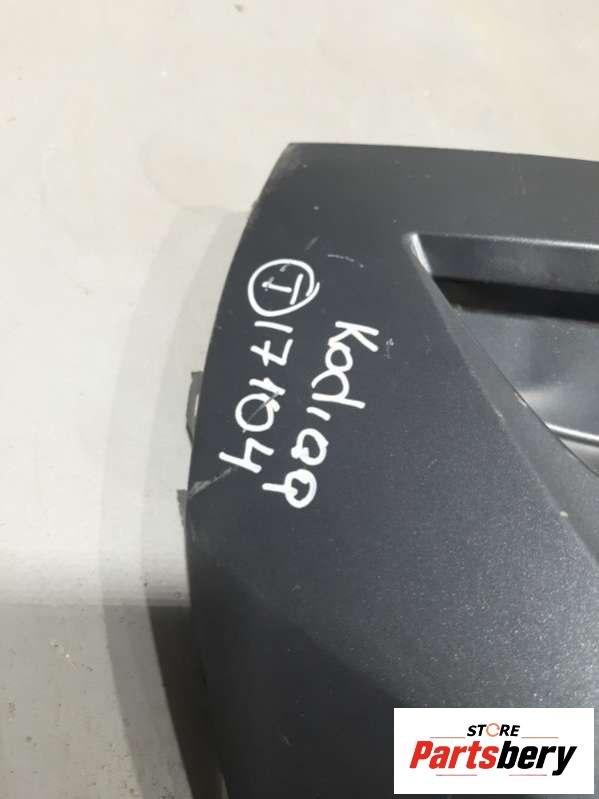 Kodiaq
T 17104
STORE
Partsbery